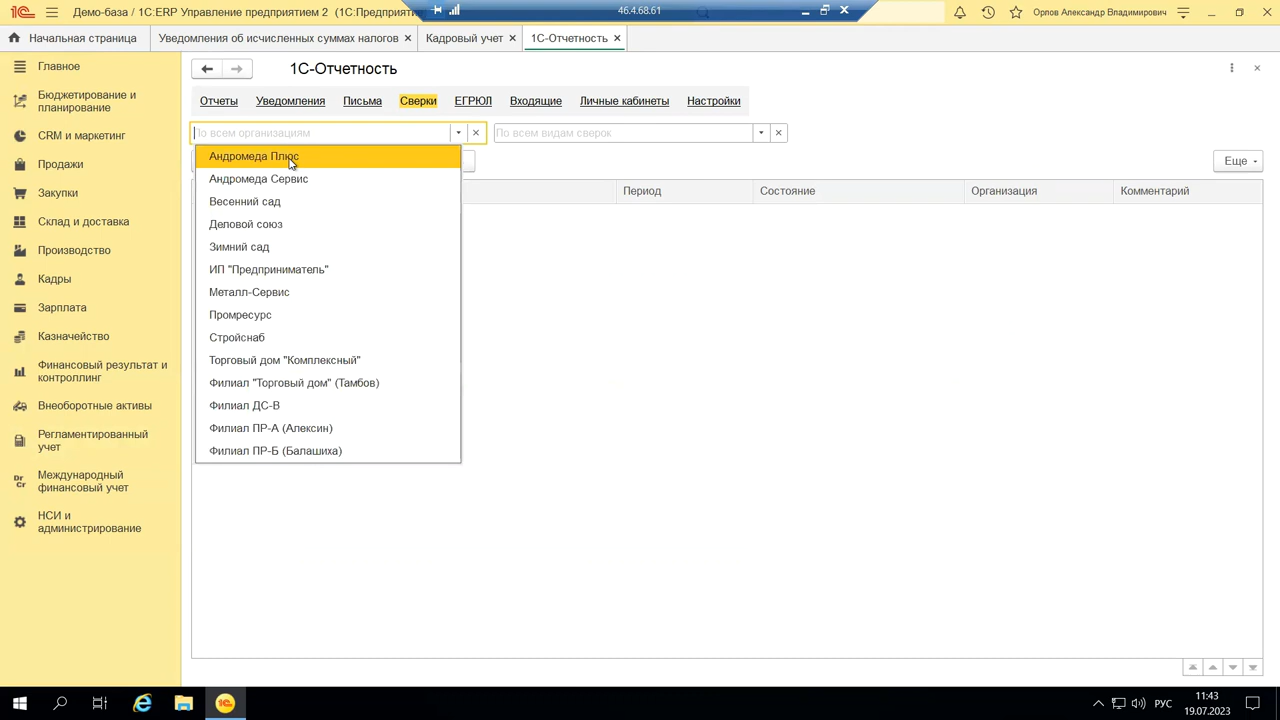 Демо-база / 1С:ERP Управление предприятием 2 (1С:Предприятие
46.4.68.61
Орлов Александр Владимирович
Начальная страница
Уведомления об исчисленных суммах налогов ×
Кадровый учет ×
1С-Отчетность ×
Главное
Бюджетирование и
планирование
CRM и маркетинг
Продажи
Закупки
Склад и доставка
Производство
Кадры
Зарплата
Казначейство
Финансовый результат и
контроллинг
Внеоборотные активы
Регламентированный
учет
Международный
финансовый учет
НСИ и
администрирование
1С-Отчетность
Отчеты Уведомления Письма Сверки ЕГРЮЛ Входящие Личные кабинеты Настройки
По всем организациям
По всем видам сверок
Еще
Период Состояние Организация Комментарий
Андромеда Плюс
Андромеда Сервис
Весенний сад
Деловой союз
Зимний сад
ИП "Предприниматель"
Металл-Сервис
Промресурс
Стройснаб
Торговый дом "Комплексный"
Филиал "Торговый дом" (Тамбов)
Филиал ДС-В
Филиал ПР-А (Алексин)
Филиал ПР-Б (Балашиха)
РУС
11:43
19.07.2023